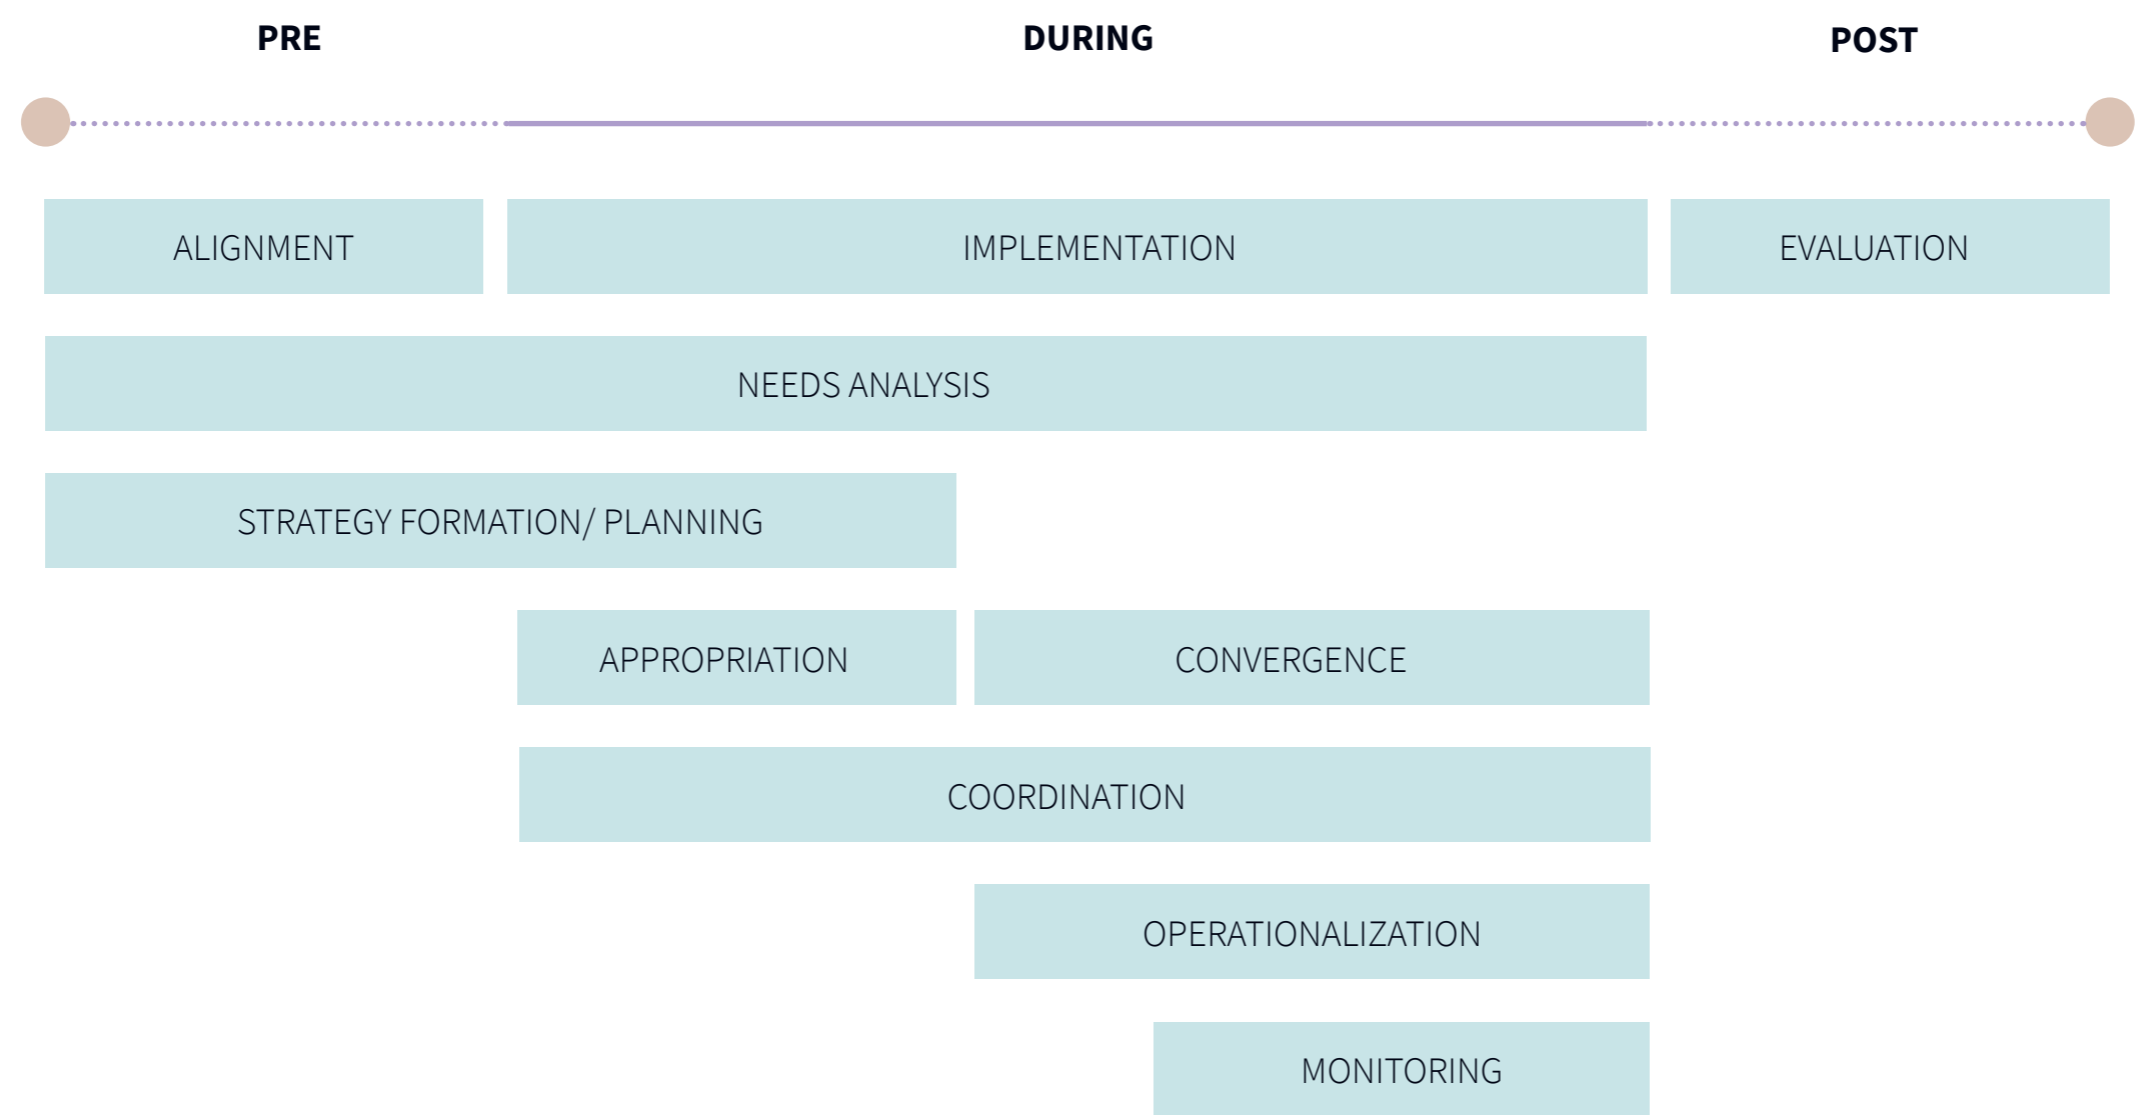 PRE
DURING
POST
ALIGNMENT
IMPLEMENTATION
EVALUATION
NEEDS ANALYSIS
STRATEGY FORMATION/ PLANNING
APPROPRIATION
CONVERGENCE
COORDINATION
OPERATIONALIZATION
MONITORING